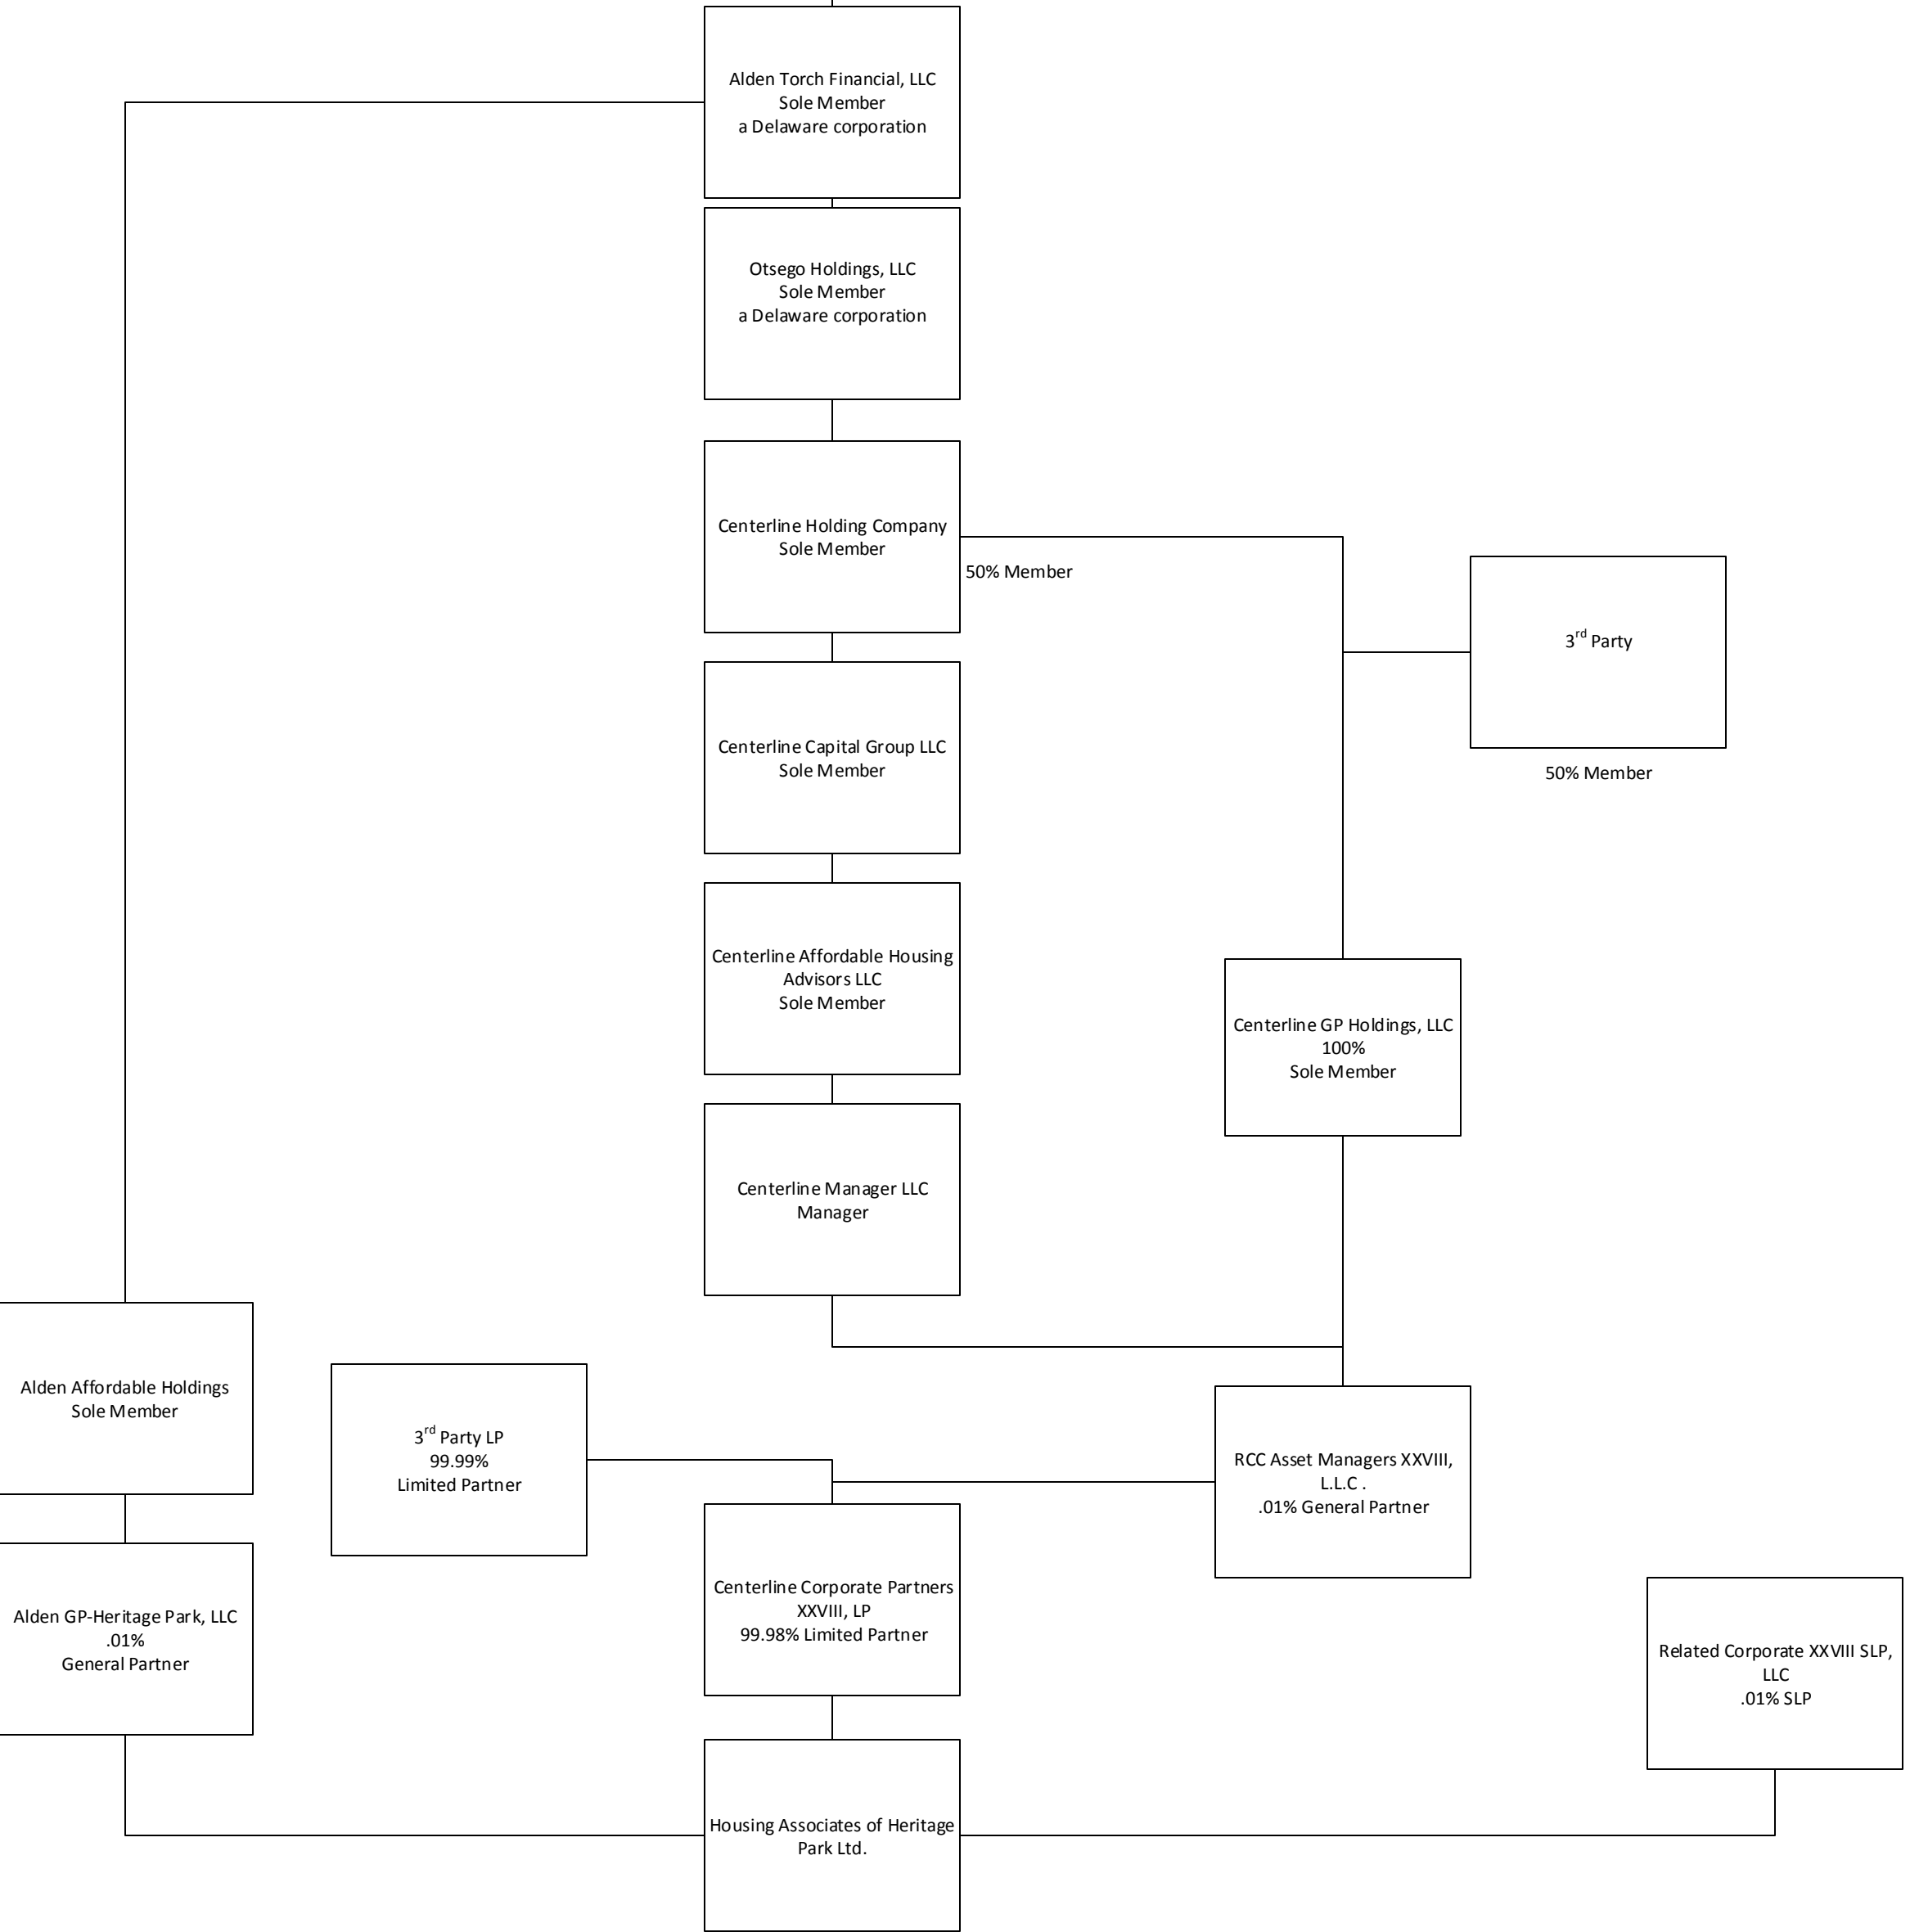 Alden Torch Financial, LLC
Sole Member
a Delaware corporation
Otsego Holdings, LLC
Sole Member
a Delaware corporation
Centerline Holding Company
Sole Member
50% Member
3rd Party
50% Member
Centerline Capital Group LLC
Sole Member
Centerline Affordable Housing
Advisors LLC
Sole Member
Centerline GP Holdings, LLC
100%
Sole Member
Centerline Manager LLC
Manager
Alden Affordable Holdings
Sole Member
3rd Party LP
99.99%
Limited Partner
RCC Asset Managers XXVIII,
L.L.C .
.01% General Partner
Centerline Corporate Partners
XXVIII, LP
99.98% Limited Partner
Alden GP-Heritage Park, LLC
.01%
General Partner
Related Corporate XXVIII SLP,
LLC
.01% SLP
Housing Associates of Heritage
Park Ltd.